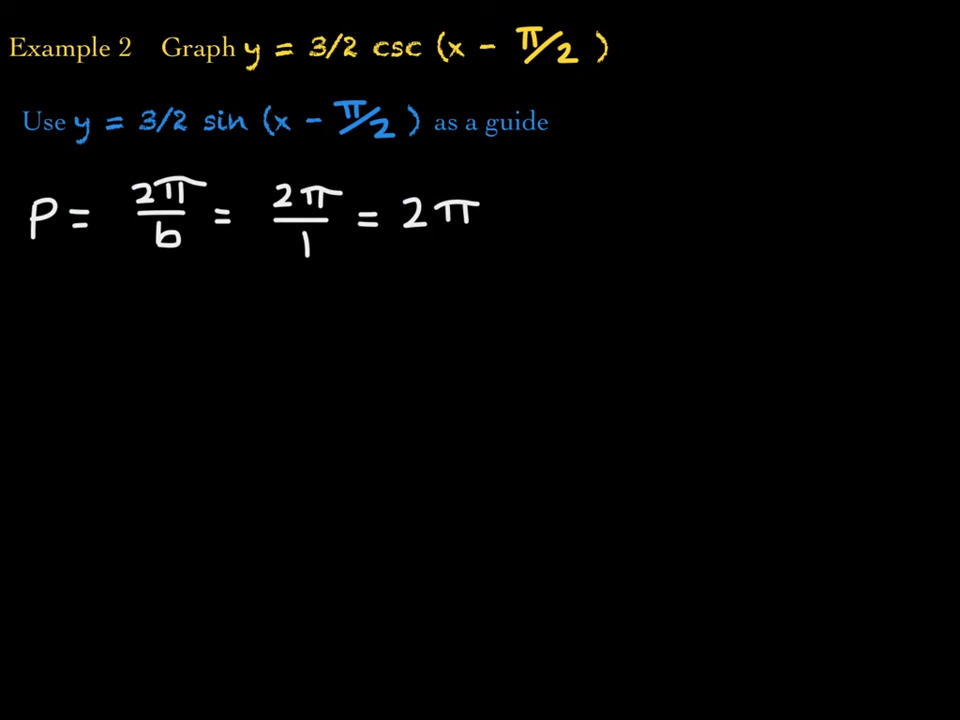 Example 2 Graph y = 3/2 csc (x - π/2 )
Use y = 3/2 sin (x - π/2 ) as a guide
P = 2π/b = 2π/1 = 2π